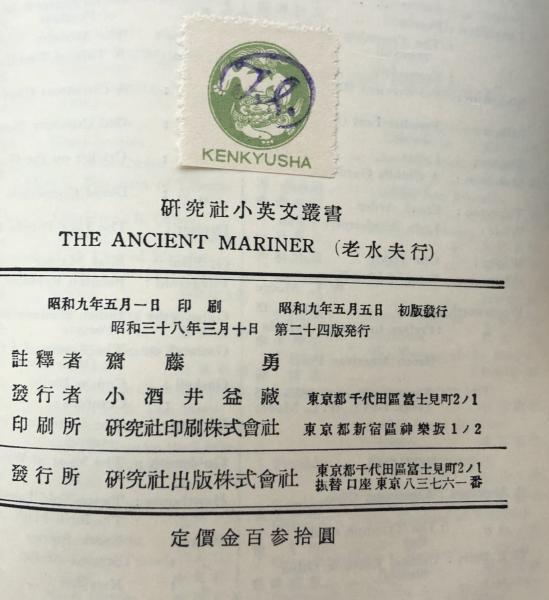 KENKYUSHA
研究社小英文叢書
THE ANCIENT MARINER (老水夫行)
昭和九年五月一日 印刷 昭和九年五月五日 初版發行
昭和三十八年三月十日 第二十四版発行
註釋者 齋藤勇
發行者 小酒井益藏 東京都千代田區富士見町2ノ1
印刷所 研究社印刷株式會社 東京都新宿區神樂坂1ノ2
發行所 研究社出版株式會社 東京都千代田區富士見町2ノ1
振替口座東京八三七六一番
定價金百参拾圓